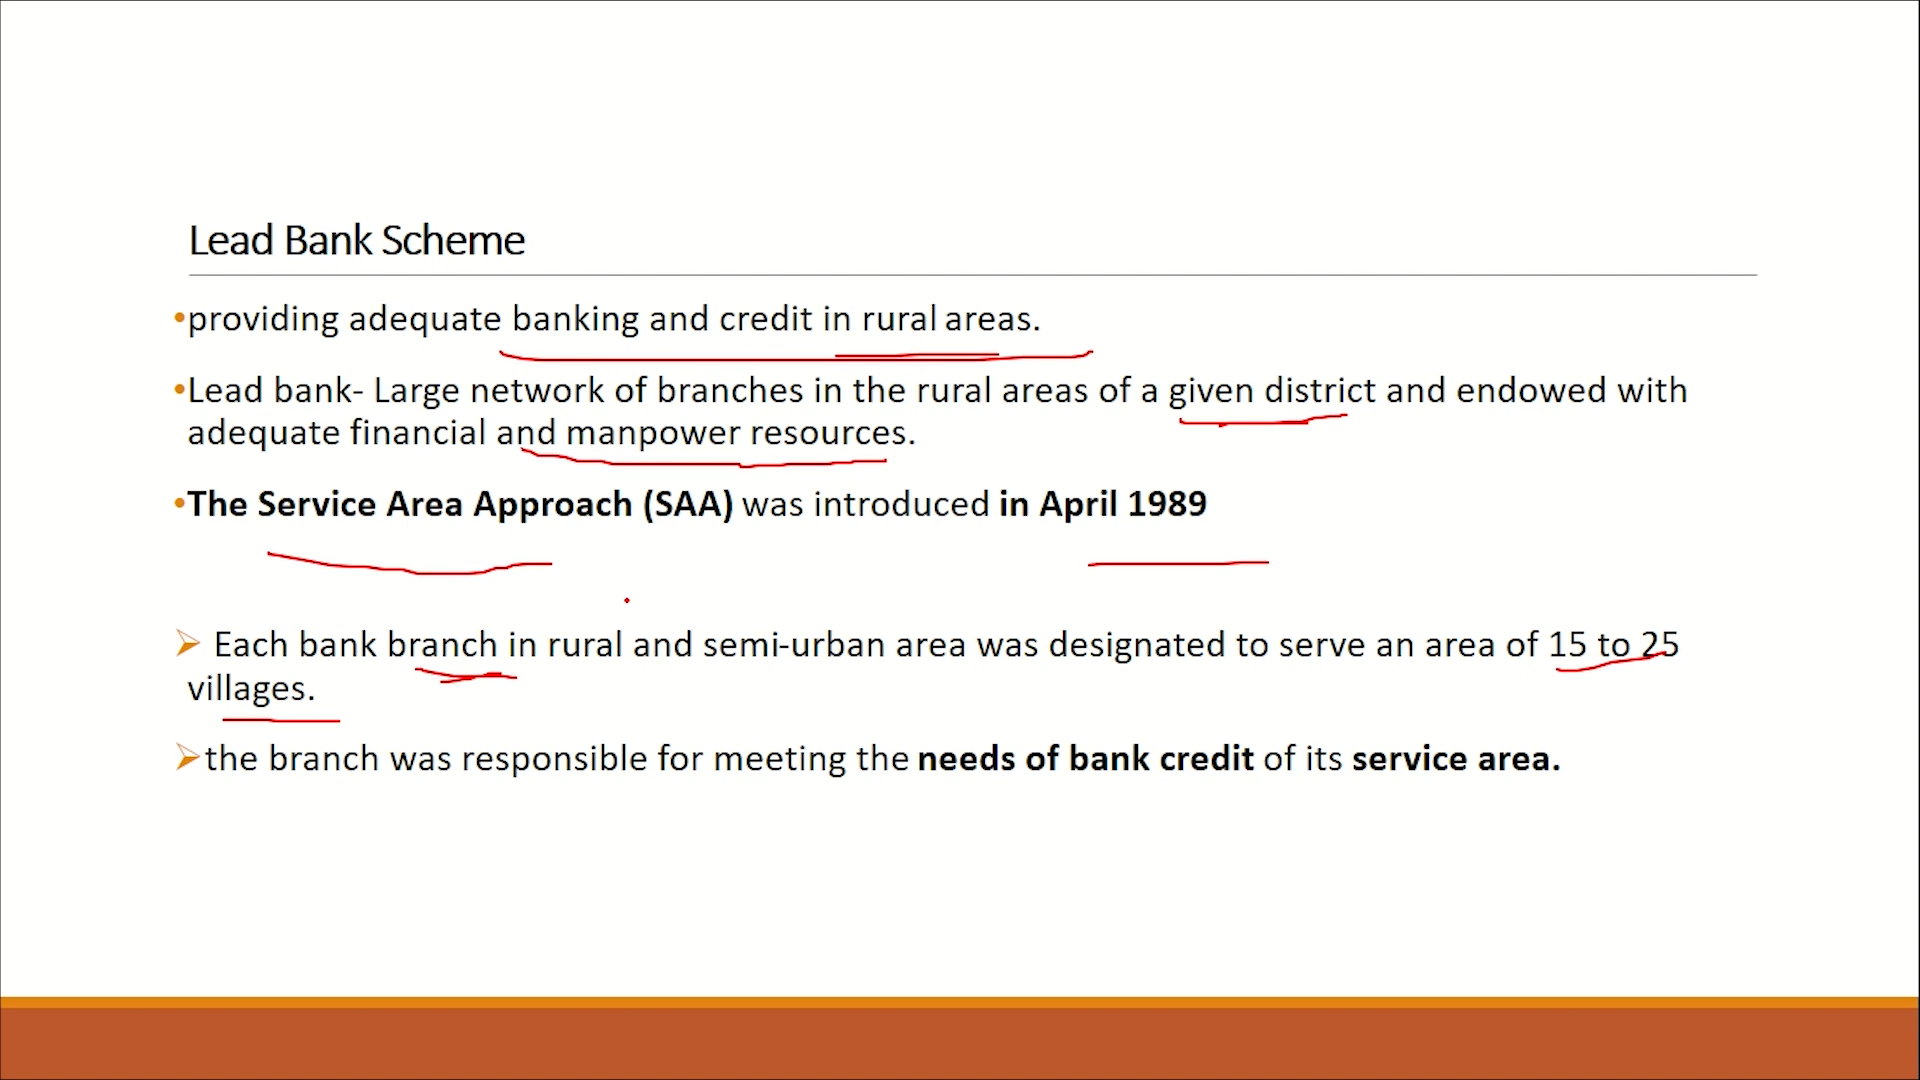 Lead Bank Scheme
•providing adequate banking and credit in rural areas.
•Lead bank- Large network of branches in the rural areas of a given district and endowed with
adequate financial and manpower resources.
•The Service Area Approach (SAA) was introduced in April 1989
➢ Each bank branch in rural and semi-urban area was designated to serve an area of 15 to 25
villages.
➢the branch was responsible for meeting the needs of bank credit of its service area.